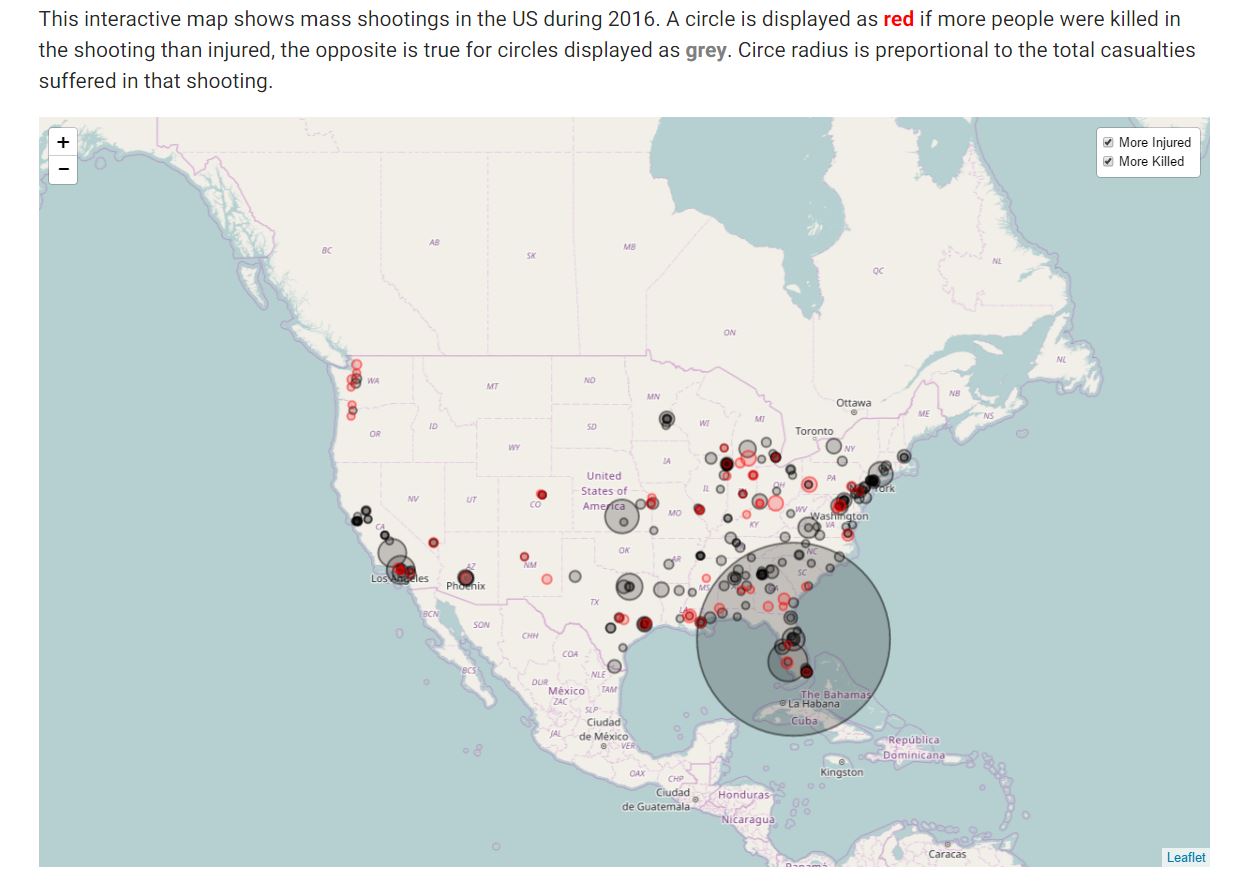 This interactive map shows mass shootings in the US during 2016. A circle is displayed as red if more people were killed in
the shooting than injured, the opposite is true for circles displayed as grey. Circe radius is preportional to the total casualties
suffered in that shooting.
+
−
More Injured
More Killed
BC
AB
SK
MB
QC
NL
ON
NL
NB
NS
ME
WA
MT
ND
MN
Ottawa
OR
ID
SD
WI
MI
Toronto
NY
WY
IA
United
States of
America
NV
UT
CO
IL
OH
PA
York
MO
WV
Washington
VA
KY
CA
OK
AR
NC
Los Angeles
AZ
Phoenix
NM
MS
SC
TX
LA
BCN
SON
CHH
COA
BCS
NLE
DUR
México
TAM
ZAC
SLP
The Bahamas
La Habana
Cuba
JAL
Ciudad
de México
VER
República
Dominicana
Kingston
OAX
CHP
Ciudad
de Guatemala
Honduras
Nicaragua
Panamá
Caracas
Leaflet